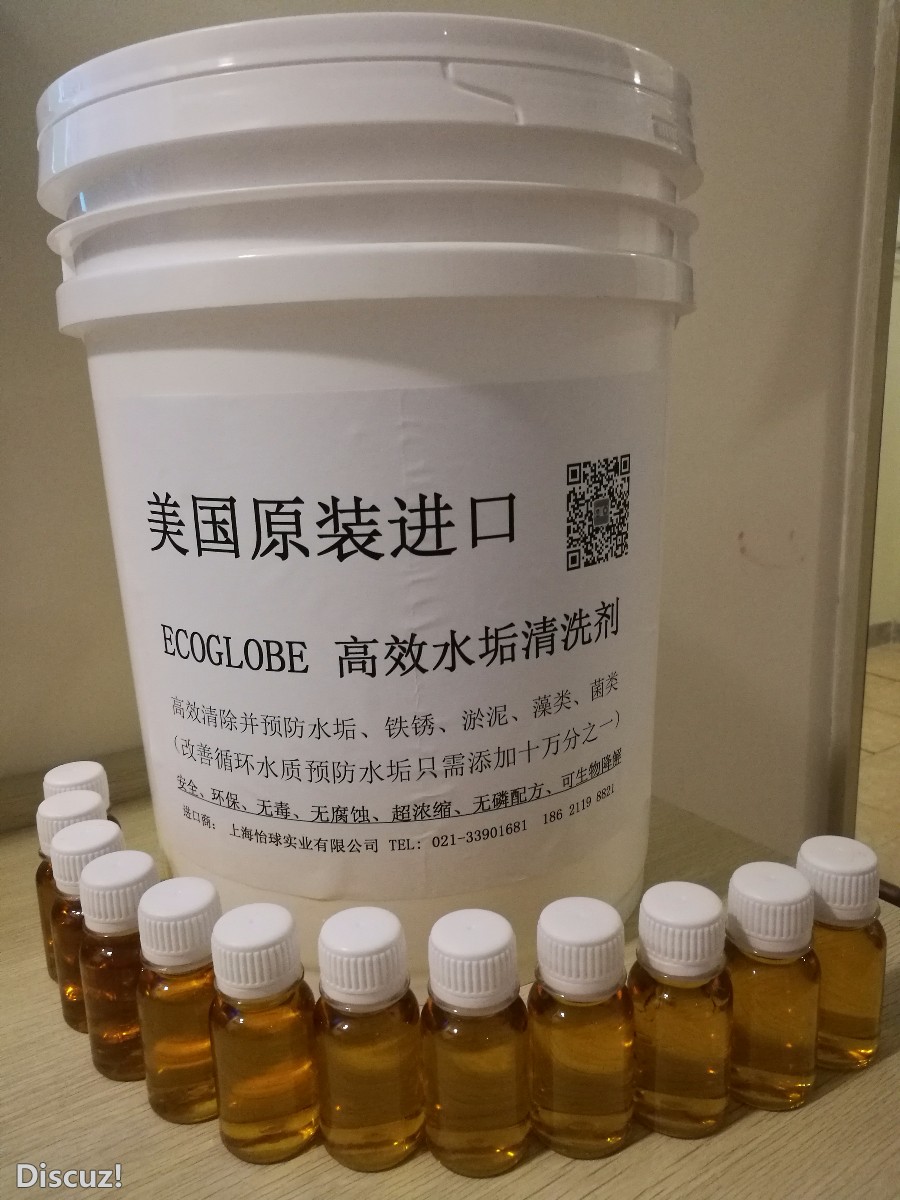 美国原装进口
ECOGLOBE 高效水垢清洗剂
高效清除并预防水垢、铁锈、淤泥、藻类、菌类
(改善循环水质预防水垢只需添加十万分之一)
安全、环保、无毒、无腐蚀、超浓缩、无磷配方、可生物降解
进口商: 上海怡球实业有限公司 TEL: 021-33901681 186 2119 8821
Discuz!